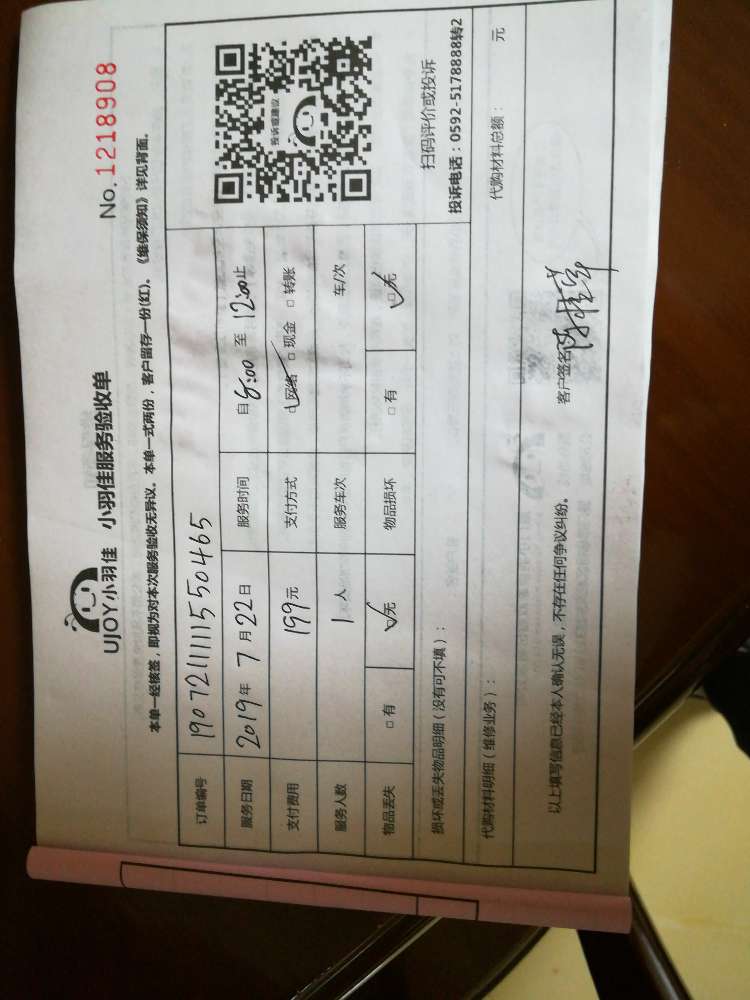 UJOY小羽佳 小羽佳服务验收单
No.1218908
本单一经核签，即视为对本次服务验收无异议。本单一式两份，客户留存一份(红)。《维保须知》详见背面。
订单编号 19072111111550465
服务日期 2019年7月22日 服务时间 自8:00至12:00止
支付费用 199元 支付方式 □网络 □现金 □转账
服务人数 1人 服务车次 车/次
物品丢失 □有 □无 物品损坏 □有 □无
投诉或建议
扫码评价或投诉
投诉电话：0592-5178888转2
损坏或丢失物品明细（没有可不填）：
代购材料明细（维修业务）： 代购材料总额： 元
以上填写信息已经本人确认无误，不存在任何争议纠纷。 客户签名